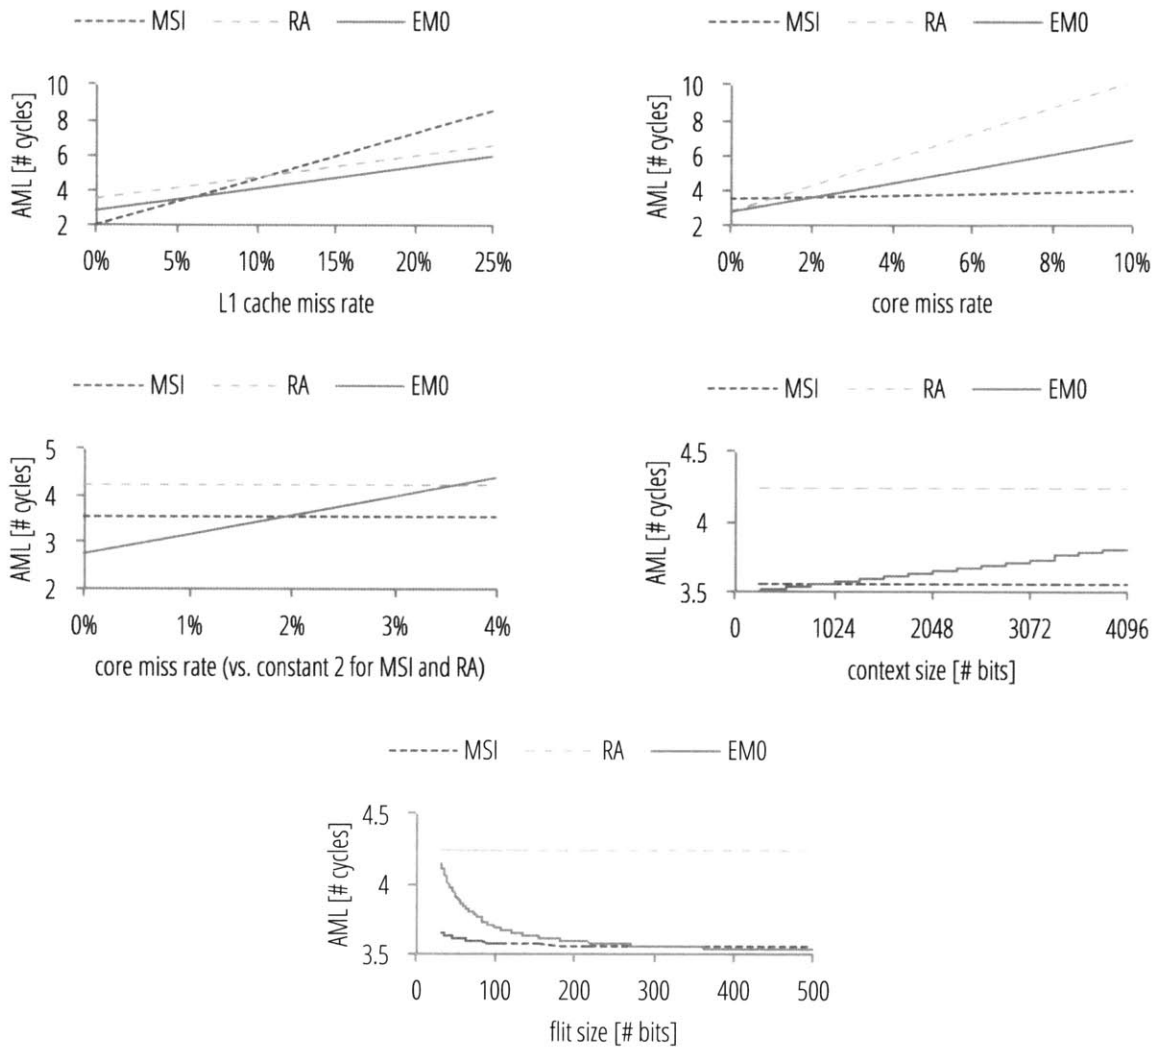 MSI RA EM0
AML [# cycles]
10
8
6
4
2
0% 5% 10% 15% 20% 25%
L1 cache miss rate
MSI RA EM0
AML [# cycles]
10
8
6
4
2
0% 2% 4% 6% 8% 10%
core miss rate
MSI RA EM0
AML [# cycles]
5
4
3
2
0% 1% 2% 3% 4%
core miss rate (vs. constant 2 for MSI and RA)
MSI RA EM0
AML [# cycles]
4.5
4
3.5
0 1024 2048 3072 4096
context size [# bits]
MSI RA EM0
AML [# cycles]
4.5
4
3.5
0 100 200 300 400 500
flit size [# bits]